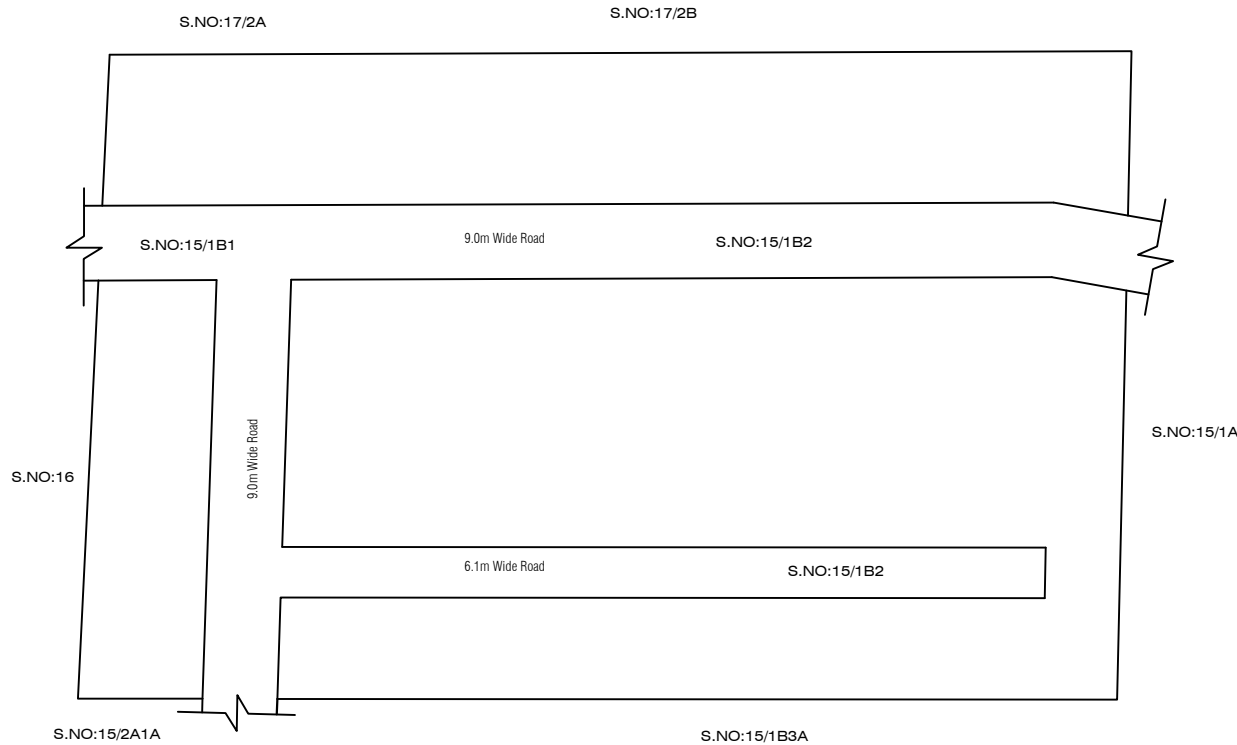 S.NO:17/2A
S.NO:17/2B
S.NO:15/1B1
9.0m Wide Road
S.NO:15/1B2
S.NO:15/1A
9.0m Wide Road
S.NO:16
6.1m Wide Road
S.NO:15/1B2
S.NO:15/2A1A
S.NO:15/1B3A